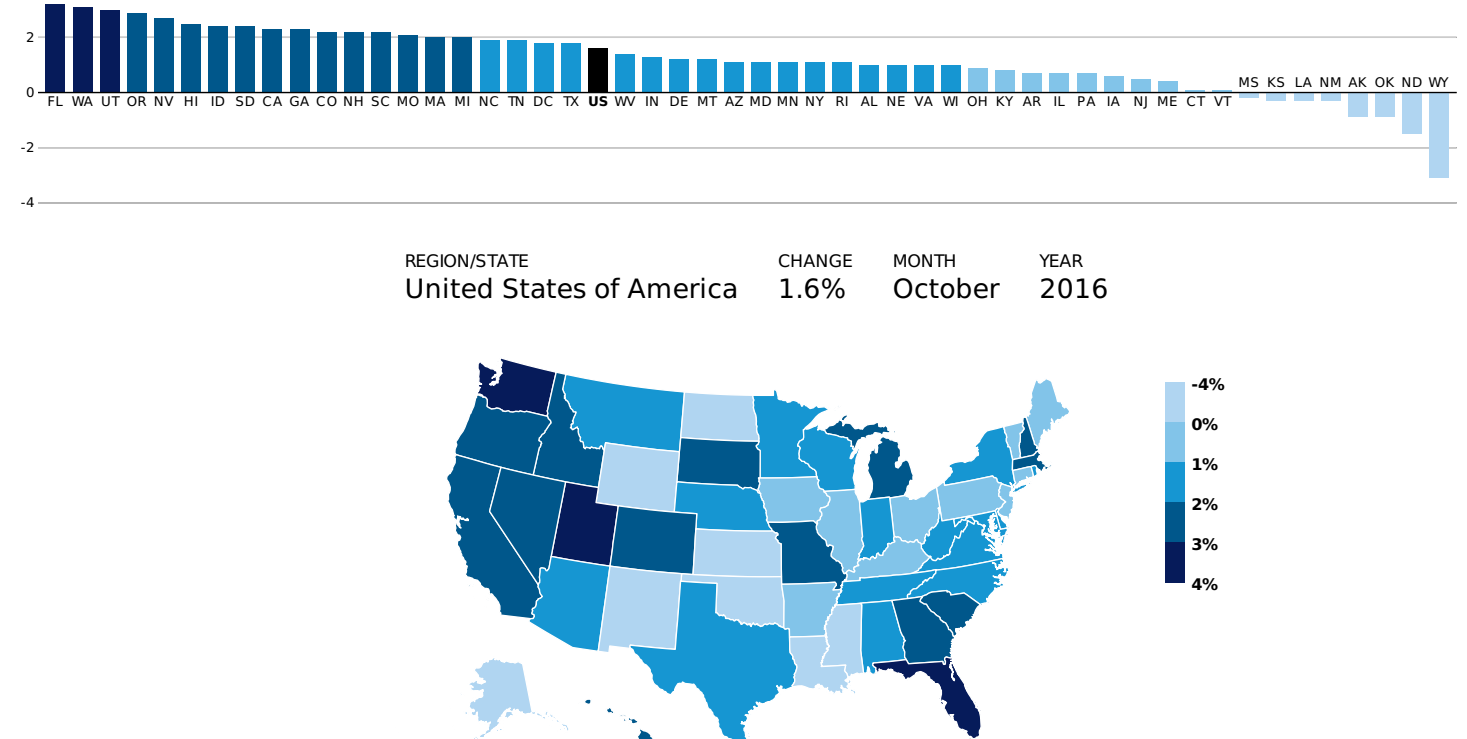 2
MS KS LA NM AK OK ND WY
0
FL WA UT OR NV HI ID SD CA GA CO NH SC MO MA MI NC TN DC TX US WV IN DE MT AZ MD MN NY RI AL NE VA WI OH KY AR IL PA IA NJ ME CT VT
-2
-4
REGION/STATE CHANGE MONTH YEAR
United States of America 1.6% October 2016
-4%
0%
1%
2%
3%
4%